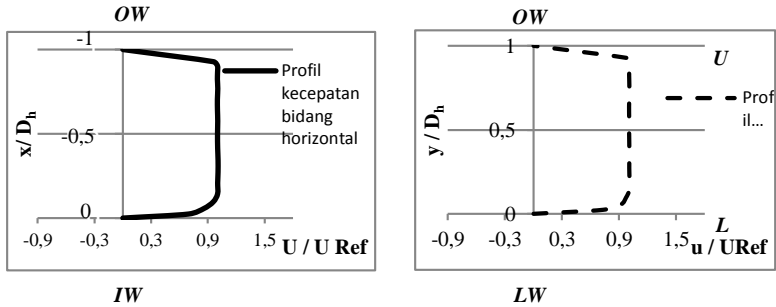 OW
-1
-0,5
0
x/ Dh
-0,9 -0,3 0,3 0,9 1,5
U / U Ref
Profil
kecepatan
bidang
horizontal
IW
OW
1
0,5
0
y / Dh
U
Prof
il...
L
-0,9 -0,3 0,3 0,9 1,5
u / URef
LW